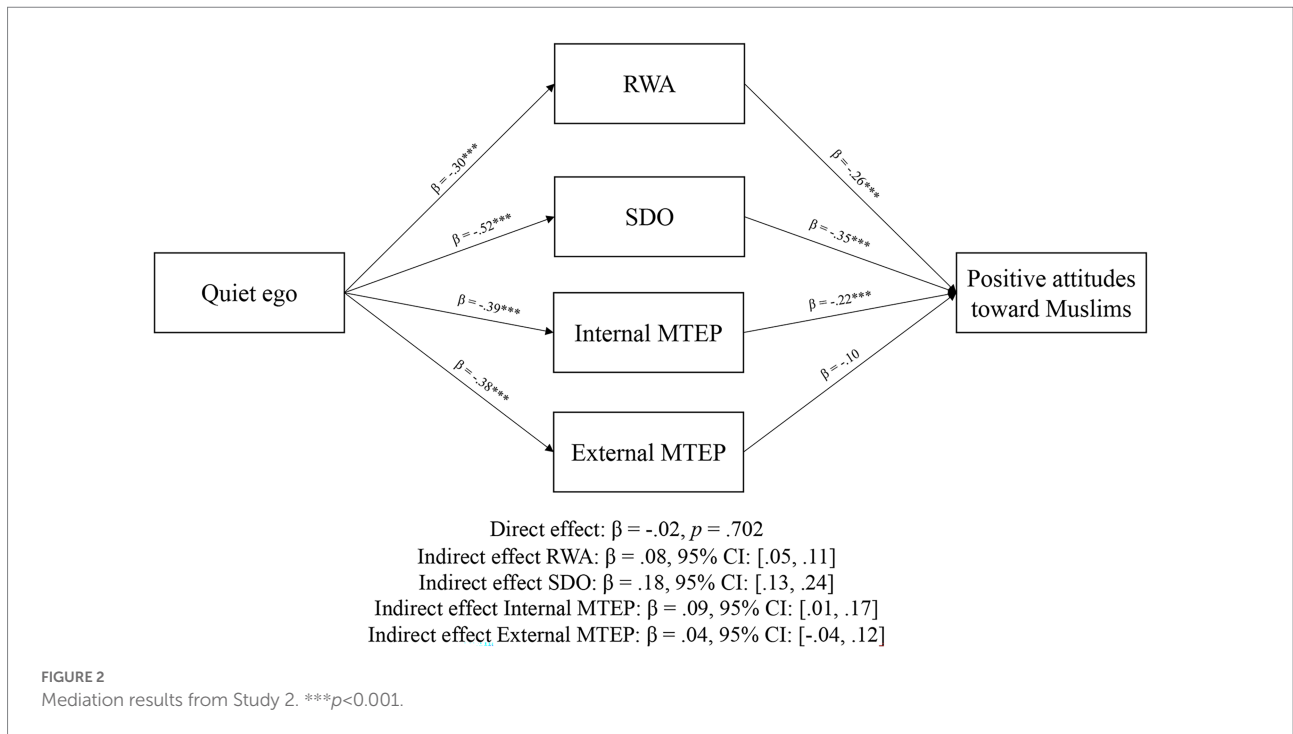 RWA
β = -.30***
β = -.26***
SDO
β = -.52***
β = -.35***
Quiet ego
Positive attitudes
toward Muslims
β = -.39***
β = -.22***
Internal MTEP
β = -.38***
β = -.10
External MTEP
Direct effect: β = -.02, p = .702
Indirect effect RWA: β = .08, 95% CI: [.05, .11]
Indirect effect SDO: β = .18, 95% CI: [.13, .24]
Indirect effect Internal MTEP: β = .09, 95% CI: [.01, .17]
Indirect effect External MTEP: β = .04, 95% CI: [-.04, .12]
FIGURE 2
Mediation results from Study 2. ***p<0.001.